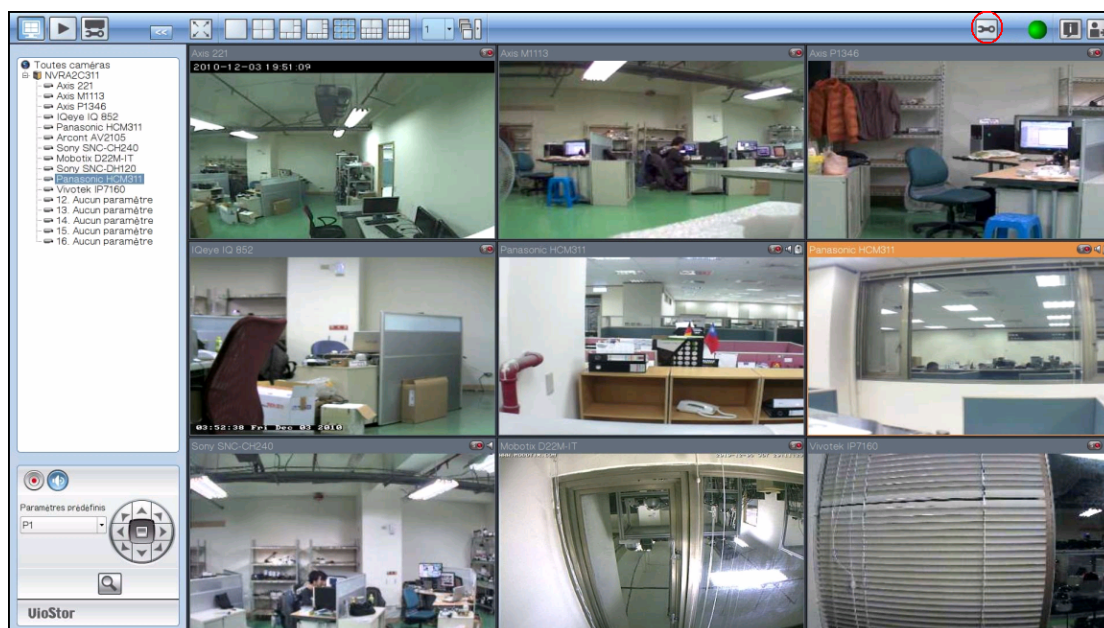 1
Axis 221
Axis M1113
Axis P1346
Toutes caméras
NVRA2C311
Axis 221
Axis M1113
Axis P1346
IQeye IQ 852
Panasonic HCM311
Arcont AV2105
Sony SNC-CH240
Mobotix D22M-IT
Sony SNC-DH120
Panasonic HCM311
Vivotek IP7160
12. Aucun paramètre
13. Aucun paramètre
14. Aucun paramètre
15. Aucun paramètre
16. Aucun paramètre
2010-12-03 19:51:09
IQeye IQ 852
Panasonic HCM311
Panasonic HCM311
03:52:38 Fri Dec 03 2010
Sony SNC-CH240
Mobotix D22M-IT
Vivotek IP7160
Paramètres prédéfinis
P1
VioStor